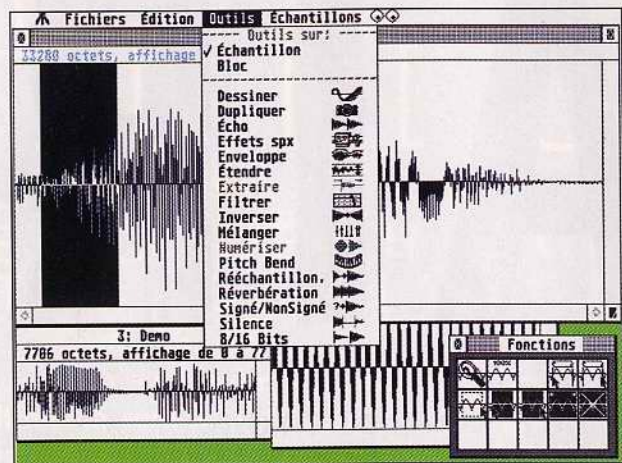 Fichiers Édition Outils Échantillons
Outils sur:
33280 octets, affichage
✓ Échantillon
Bloc
Dessiner
Dupliquer
Écho
Effets spx
Enveloppe
Étendre
Extraire
Filtrer
Inverser
Mélanger
Numériser
Pitch Bend
Rééchantillon.
Réverbération
Signé/NonSigné
Silence
8/16 Bits
3: Demo
7706 octets, affichage de 0 à 77
Fonctions